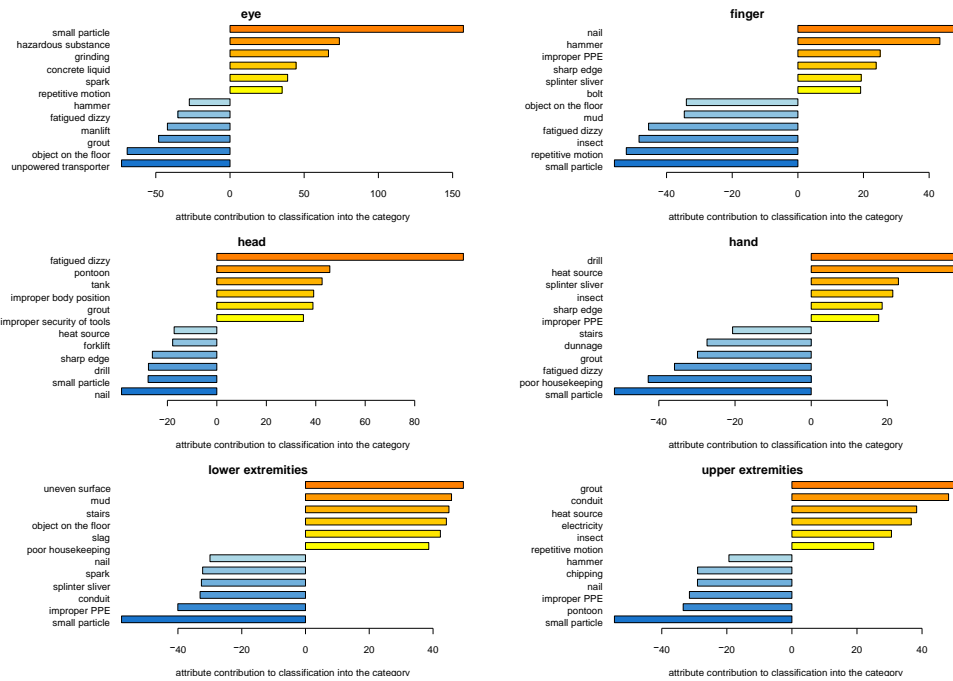 eye
small particle
hazardous substance
grinding
concrete liquid
spark
repetitive motion
hammer
fatigued dizzy
manlift
grout
object on the floor
unpowered transporter
−50 0 50 100 150
attribute contribution to classification into the category
finger
nail
hammer
improper PPE
sharp edge
splinter sliver
bolt
object on the floor
mud
fatigued dizzy
insect
repetitive motion
small particle
−40 −20 0 20 40
attribute contribution to classification into the category
head
fatigued dizzy
pontoon
tank
improper body position
grout
improper security of tools
heat source
forklift
sharp edge
drill
small particle
nail
−20 0 20 40 60 80
attribute contribution to classification into the category
hand
drill
heat source
splinter sliver
insect
sharp edge
improper PPE
stairs
dunnage
grout
fatigued dizzy
poor housekeeping
small particle
−40 −20 0 20
attribute contribution to classification into the category
lower extremities
uneven surface
mud
stairs
object on the floor
slag
poor housekeeping
nail
spark
splinter sliver
conduit
improper PPE
small particle
−40 −20 0 20 40
attribute contribution to classification into the category
upper extremities
grout
conduit
heat source
electricity
insect
repetitive motion
hammer
chipping
nail
improper PPE
pontoon
small particle
−40 −20 0 20 40
attribute contribution to classification into the category